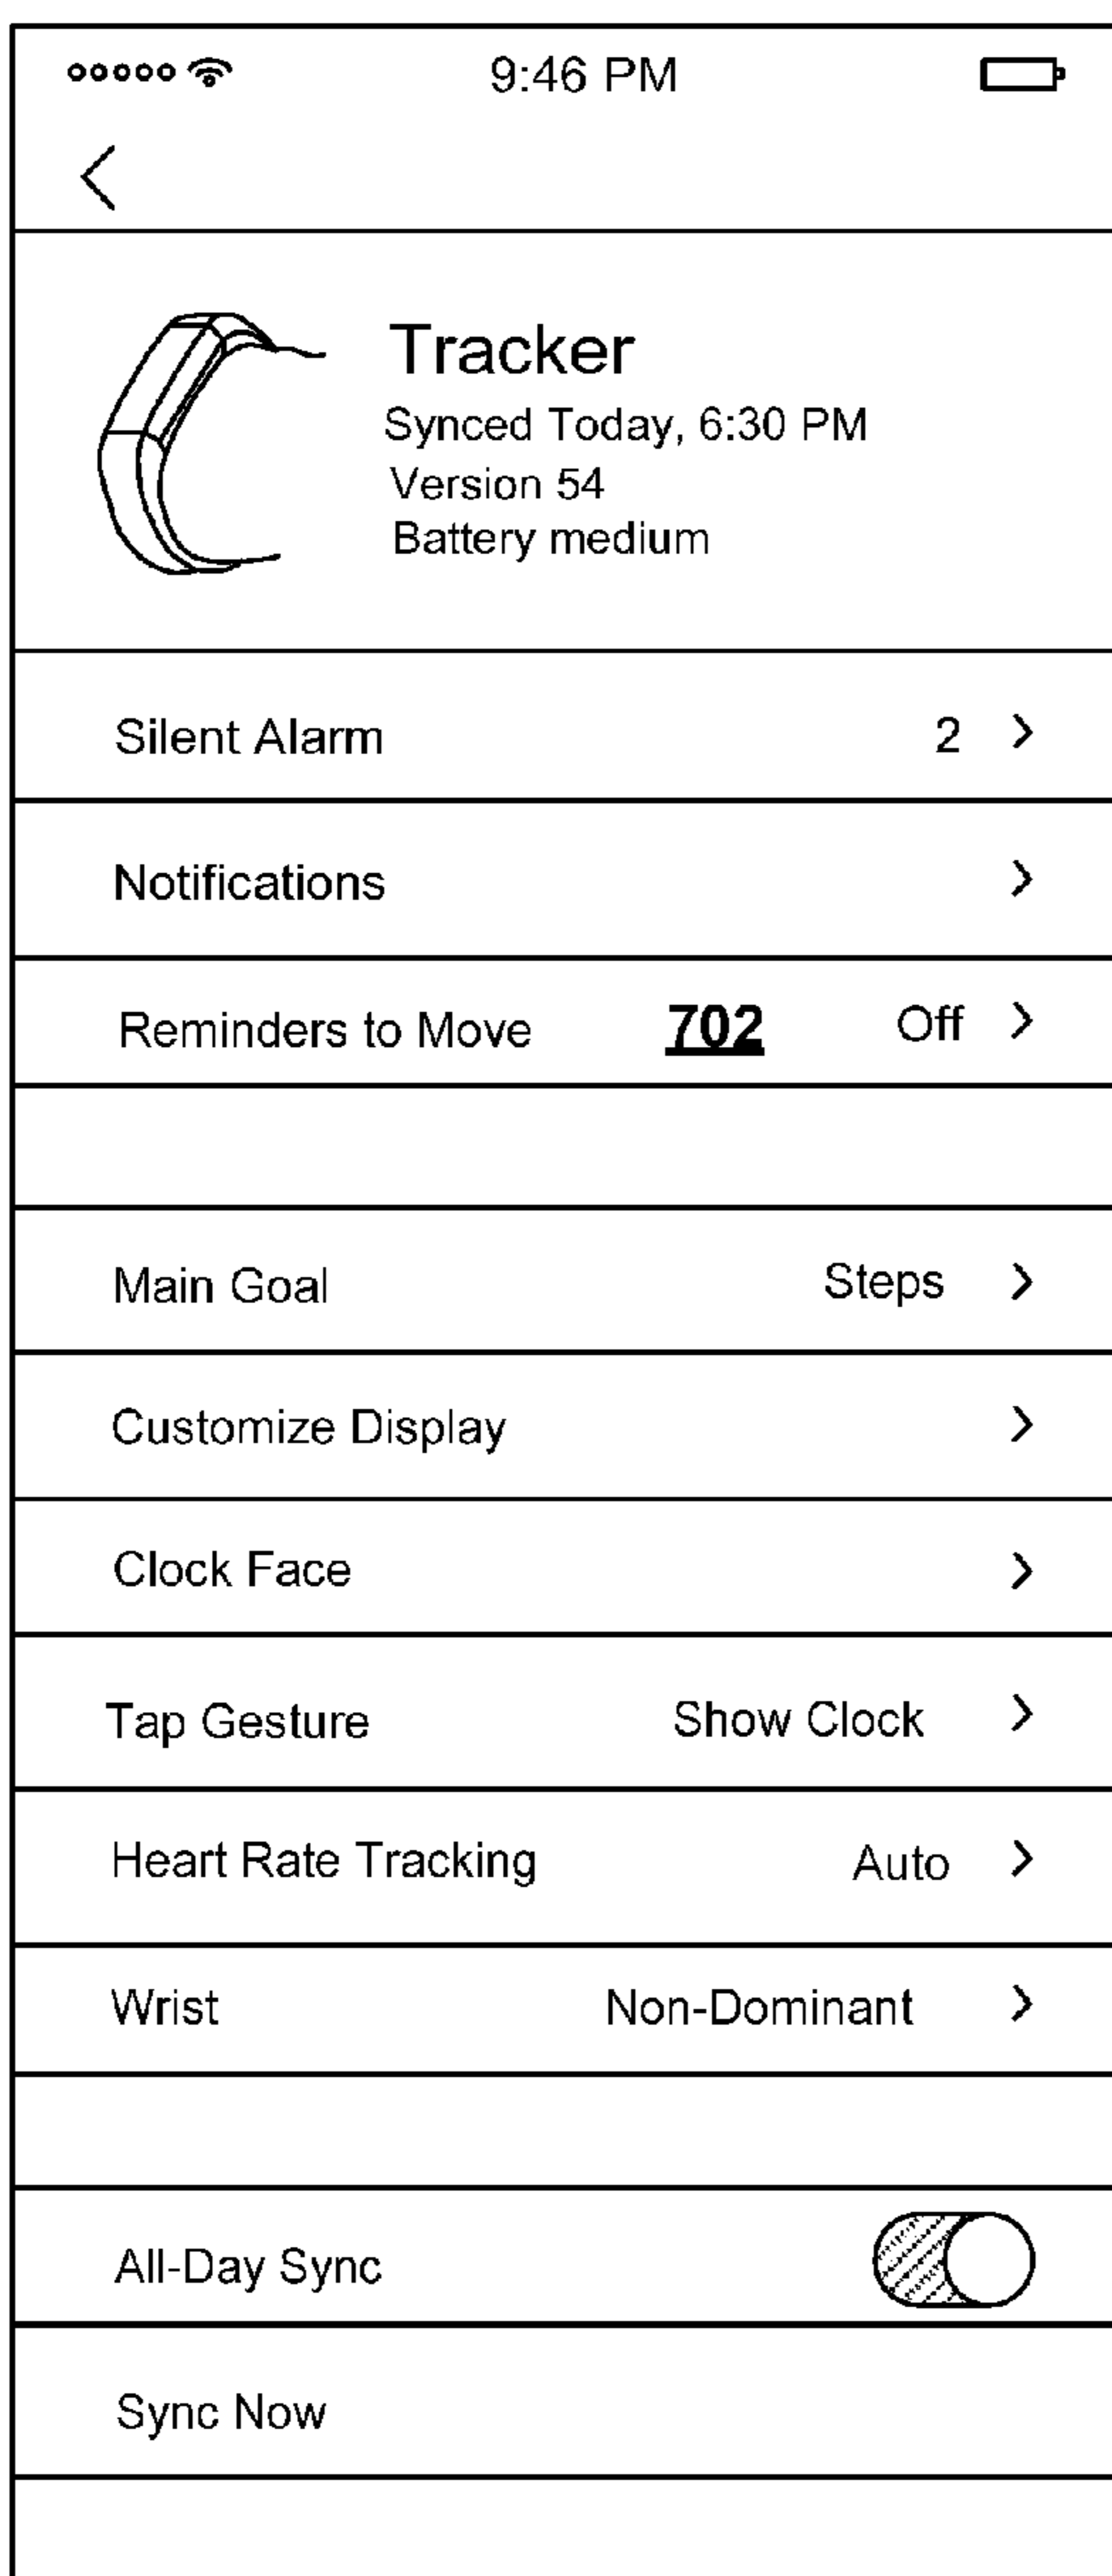 9:46 PM
Tracker
Synced Today, 6:30 PM
Version 54
Battery medium
Silent Alarm 2
Notifications
Reminders to Move 702 Off
Main Goal Steps
Customize Display
Clock Face
Tap Gesture Show Clock
Heart Rate Tracking Auto
Wrist Non-Dominant
All-Day Sync
Sync Now